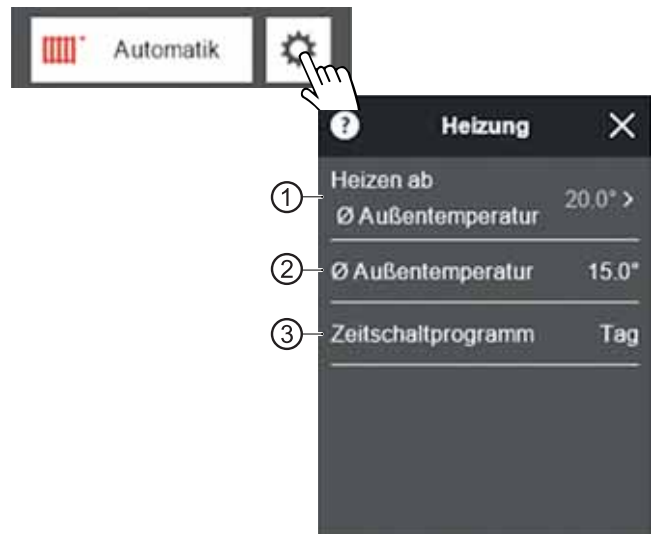 Automatik
? Heizung
① Heizen ab
Ø Außentemperatur 20.0° >
② Ø Außentemperatur 15.0°
③ Zeitschaltprogramm Tag